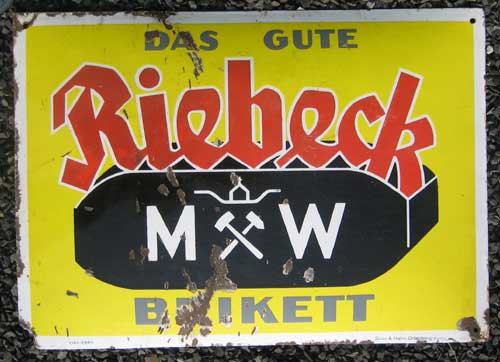 DAS GUTE
Riebeck
M W
BRIKETT